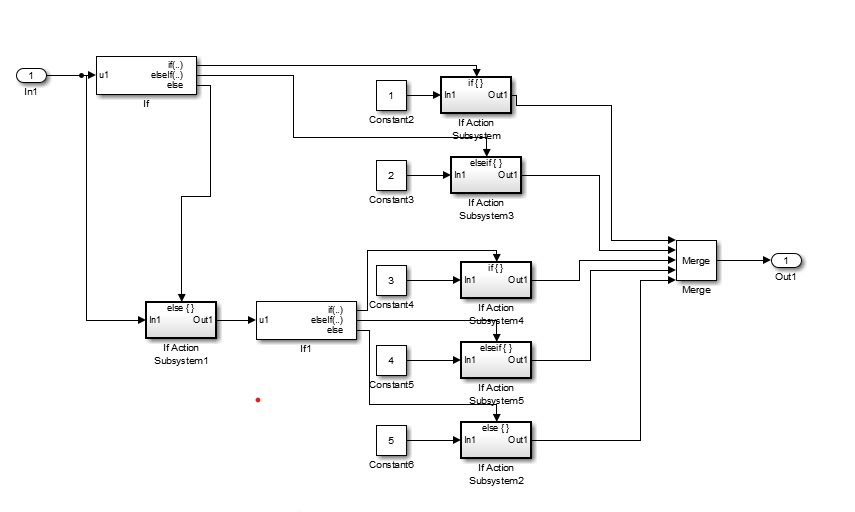 1
In1
u1
if(..)
elseif(..)
else
If
1
Constant2
if { }
In1
Out1
If Action
Subsystem
2
Constant3
elseif { }
In1
Out1
If Action
Subsystem3
3
Constant4
if { }
In1
Out1
If Action
Subsystem4
Merge
Merge
1
Out1
else { }
In1
Out1
If Action
Subsystem1
u1
if(..)
elseif(..)
else
If1
4
Constant5
elseif { }
In1
Out1
If Action
Subsystem5
5
Constant6
else { }
In1
Out1
If Action
Subsystem2